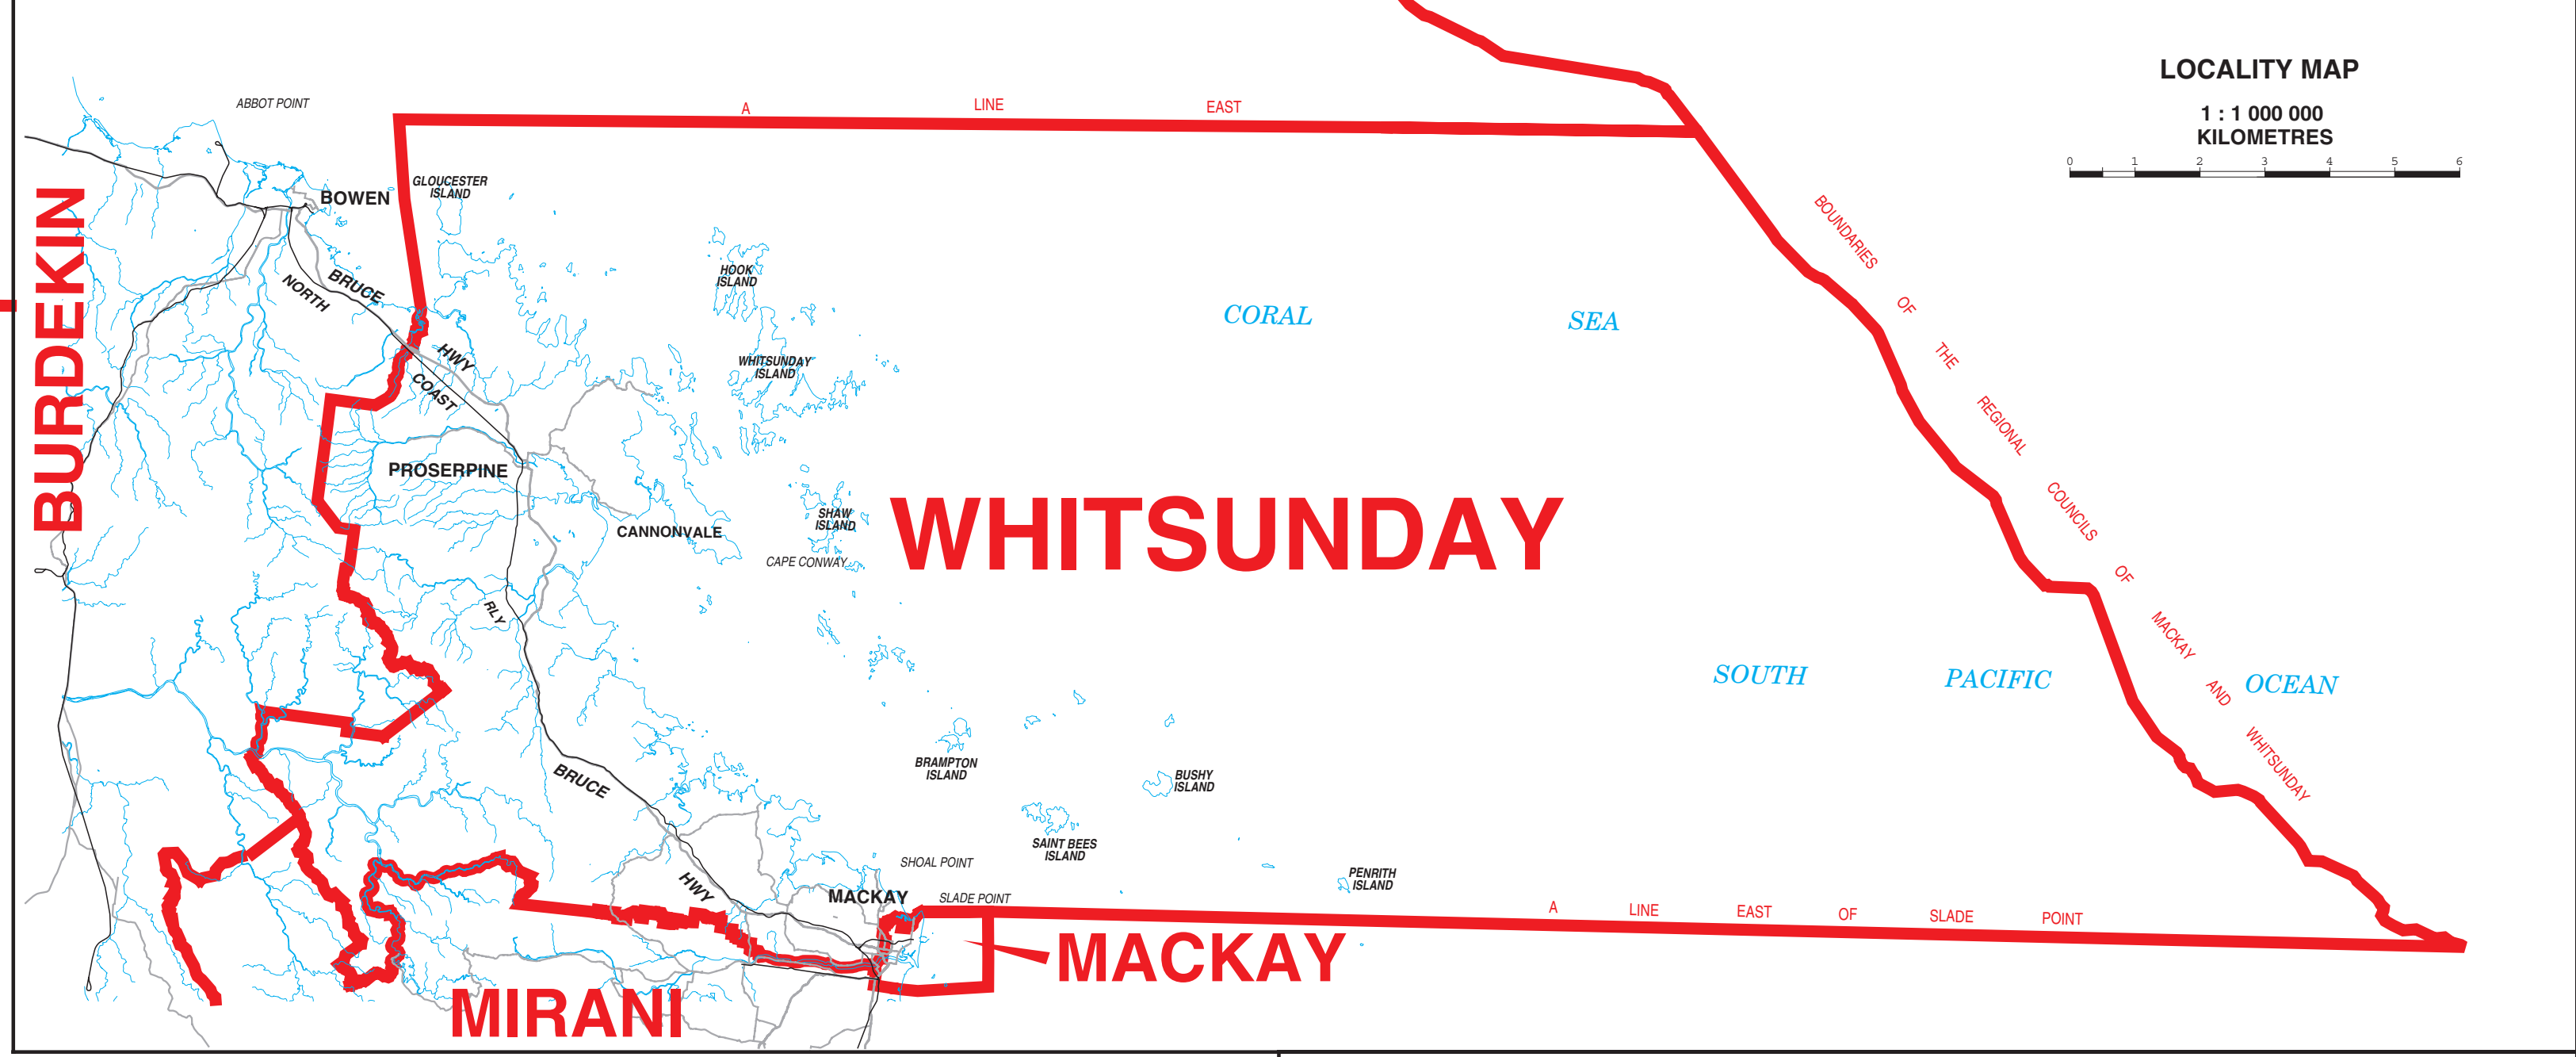 LOCALITY MAP
1 : 1 000 000
KILOMETRES
0 1 2 3 4 5 6
ABBOT POINT
A LINE EAST
BOWEN
GLOUCESTER
ISLAND
BURDEKIN
NORTH
BRUCE
HWY
COAST
HOOK
ISLAND
WHITSUNDAY
ISLAND
CORAL SEA
BOUNDARIES OF THE REGIONAL COUNCILS OF MACKAY AND WHITSUNDAY
PROSERPINE
CANNONVALE
SHAW
ISLAND
CAPE CONWAY
WHITSUNDAY
RLY
SOUTH PACIFIC OCEAN
BRUCE
HWY
BRAMPTON
ISLAND
BUSHY
ISLAND
SAINT BEES
ISLAND
SHOAL POINT
PENRITH
ISLAND
MACKAY
SLADE POINT
A LINE EAST OF SLADE POINT
MACKAY
MIRANI